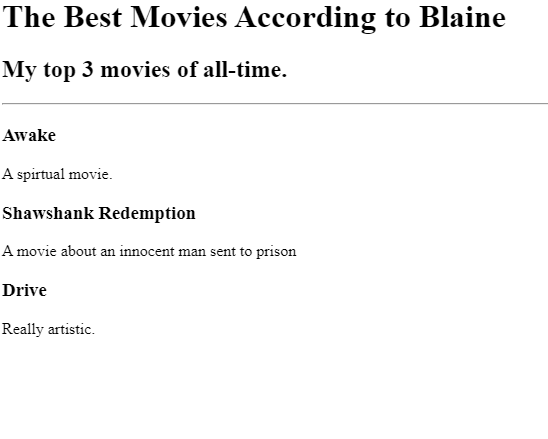 The Best Movies According to Blaine
My top 3 movies of all-time.
Awake
A spirtual movie.
Shawshank Redemption
A movie about an innocent man sent to prison
Drive
Really artistic.